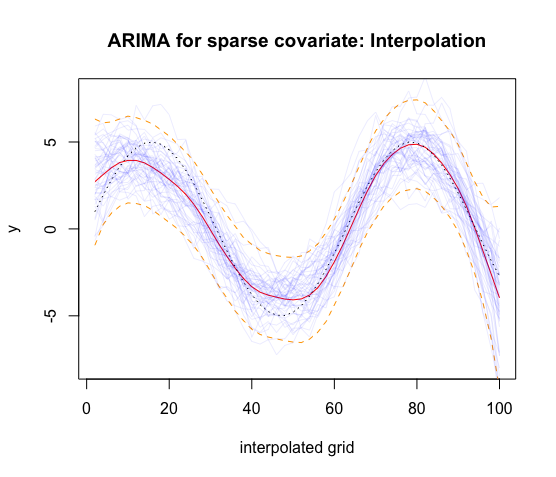 ARIMA for sparse covariate: Interpolation
y
5
0
-5
0 20 40 60 80 100
interpolated grid